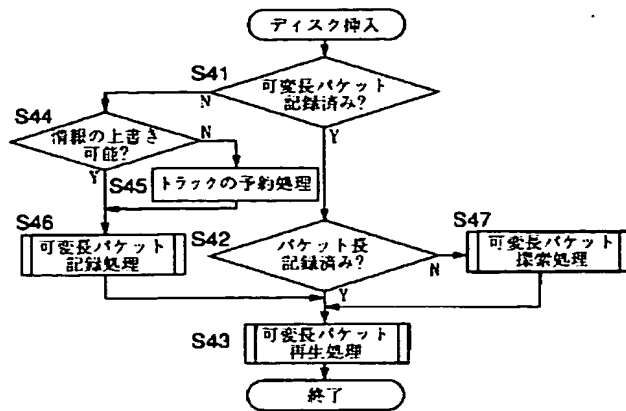 ディスク挿入
S41
可変長パケット
記録済み?
N
Y
S44
情報の上書き
可能?
N
Y
S45
トラックの予約処理
S46
可変長パケット
記録処理
S42
パケット長
記録済み?
N
Y
S47
可変長パケット
探索処理
S43
可変長パケット
再生処理
終了